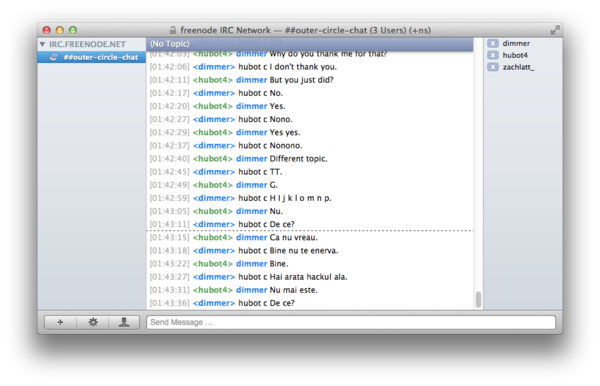 freenode IRC Network — ##outer-circle-chat (3 Users) (+ns)
IRC.FREENODE.NET
##outer-circle-chat
(No Topic)
[01:42:03] <hubot4> dimmer Why do you thank me for that?
[01:42:06] <dimmer> hubot c I don't thank you.
[01:42:11] <hubot4> dimmer But you just did?
[01:42:17] <dimmer> hubot c No.
[01:42:20] <hubot4> dimmer Yes.
[01:42:27] <dimmer> hubot c Nono.
[01:42:29] <hubot4> dimmer Yes yes.
[01:42:37] <dimmer> hubot c Nonono.
[01:42:40] <hubot4> dimmer Different topic.
[01:42:45] <dimmer> hubot c TT.
[01:42:49] <hubot4> dimmer G.
[01:42:59] <dimmer> hubot c H I j k l o m n p.
[01:43:05] <hubot4> dimmer Nu.
[01:43:11] <dimmer> hubot c De ce?
[01:43:15] <hubot4> dimmer Ca nu vreau.
[01:43:18] <dimmer> hubot c Bine nu te enerva.
[01:43:22] <hubot4> dimmer Bine.
[01:43:27] <dimmer> hubot c Hai arata hackul ala.
[01:43:31] <hubot4> dimmer Nu mai este.
[01:43:36] <dimmer> hubot c De ce?
Send Message ...
dimmer
hubot4
zachlatt_